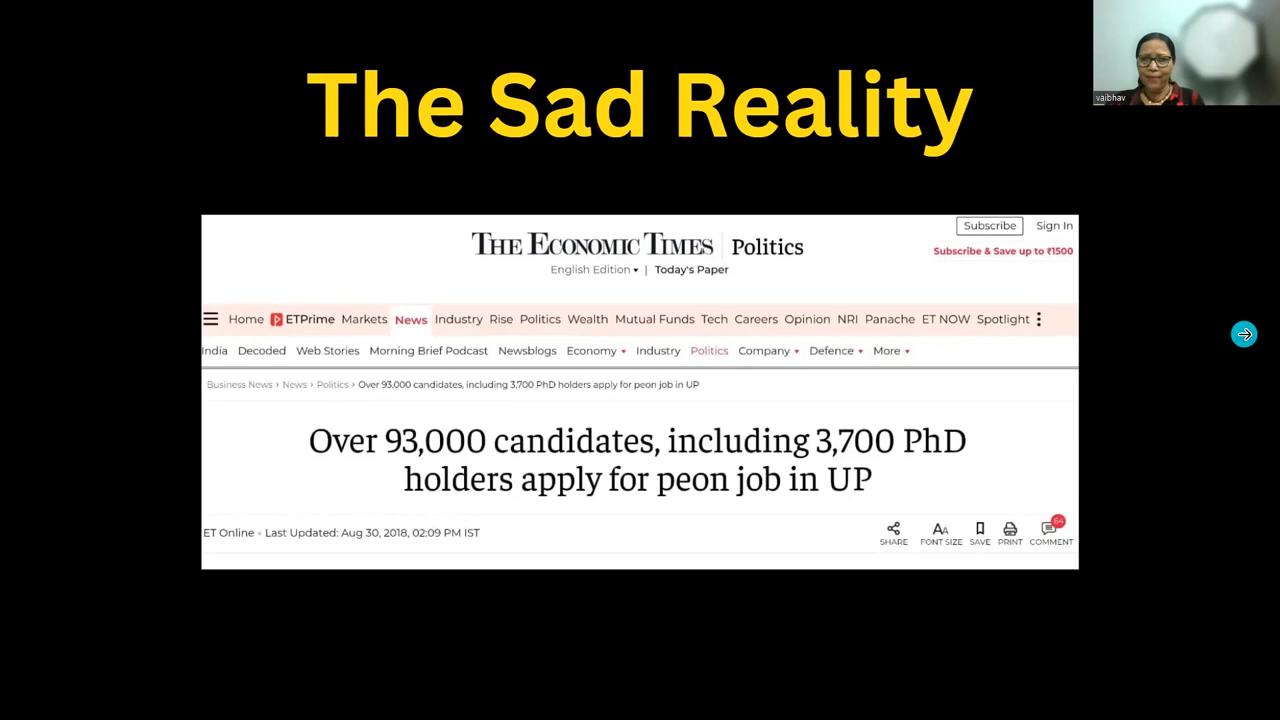 The Sad Reality
vaibhav
Subscribe Sign In
THE ECONOMIC TIMES | Politics
Subscribe & Save up to ₹1500
English Edition ▾ | Today's Paper
Home ETPrime Markets News Industry Rise Politics Wealth Mutual Funds Tech Careers Opinion NRI Panache ET NOW Spotlight
India Decoded Web Stories Morning Brief Podcast Newsblogs Economy ▾ Industry Politics Company ▾ Defence ▾ More ▾
Business News › News › Politics › Over 93,000 candidates, including 3,700 PhD holders apply for peon job in UP
Over 93,000 candidates, including 3,700 PhD
holders apply for peon job in UP
ET Online • Last Updated: Aug 30, 2018, 02:09 PM IST
64
AA
SHARE FONT SIZE SAVE PRINT COMMENT